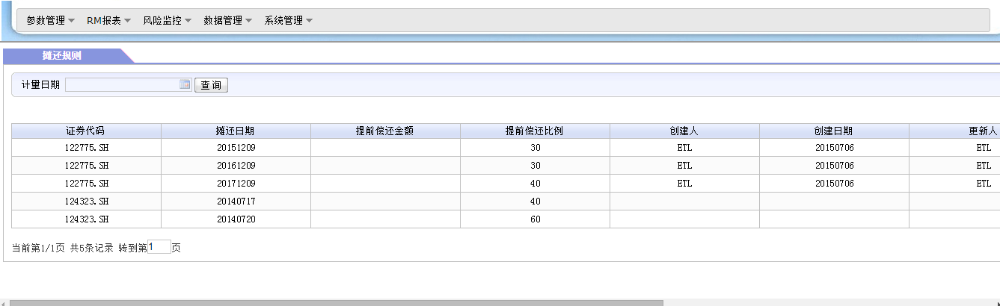 参数管理 RM报表 风险监控 数据管理 系统管理
摊还规则
计量日期 查询
证券代码 摊还日期 提前偿还金额 提前偿还比例 创建人 创建日期 更新人
122775.SH 20151209 30 ETL 20150706 ETL
122775.SH 20161209 30 ETL 20150706 ETL
122775.SH 20171209 40 ETL 20150706 ETL
124323.SH 20140717 40
124323.SH 20140720 60
当前第1/1页 共5条记录 转到第1页